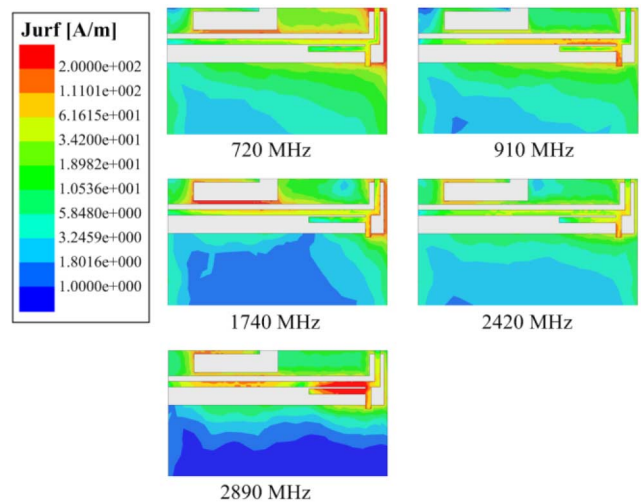 Jurf [A/m]
2.0000e+002
1.1101e+002
6.1615e+001
3.4200e+001
1.8982e+001
1.0536e+001
5.8480e+000
3.2459e+000
1.8016e+000
1.0000e+000
720 MHz
910 MHz
1740 MHz
2420 MHz
2890 MHz